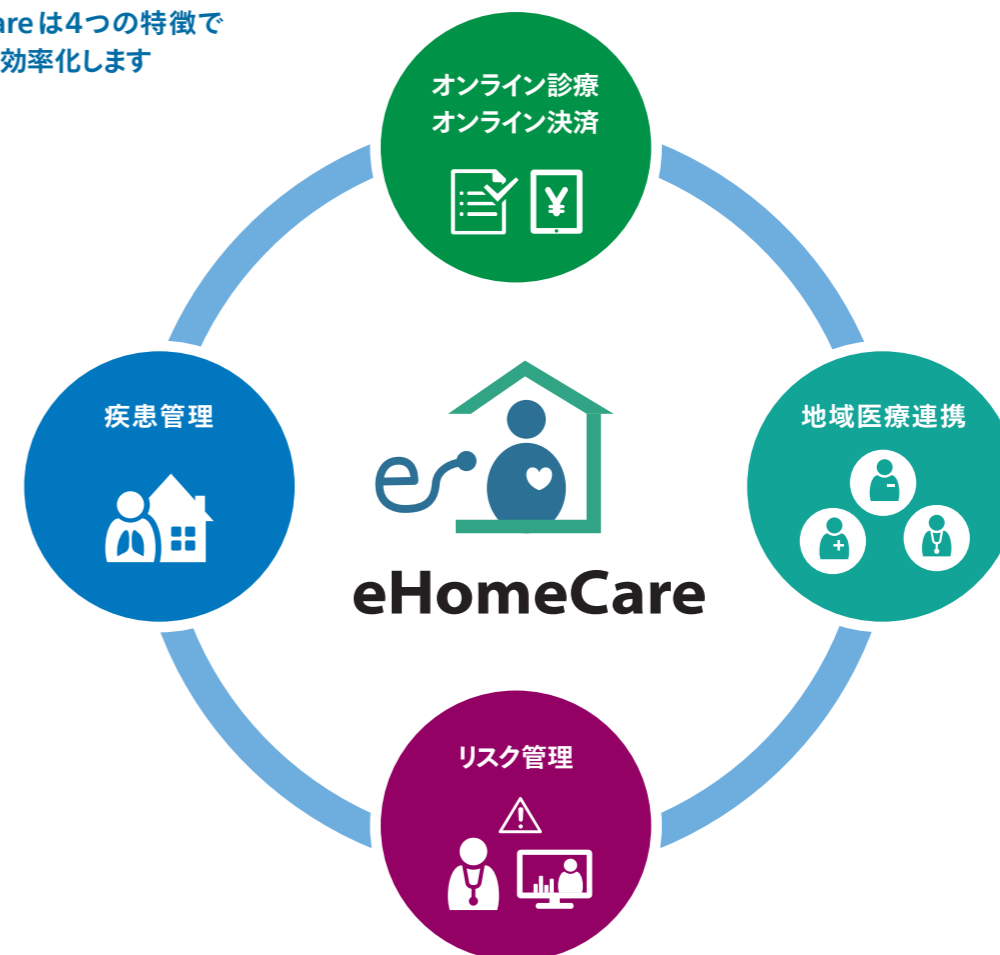 areは4つの特徴で
効率化します
オンライン診療
オンライン決済
¥
疾患管理
地域医療連携
e
eHomeCare
リスク管理